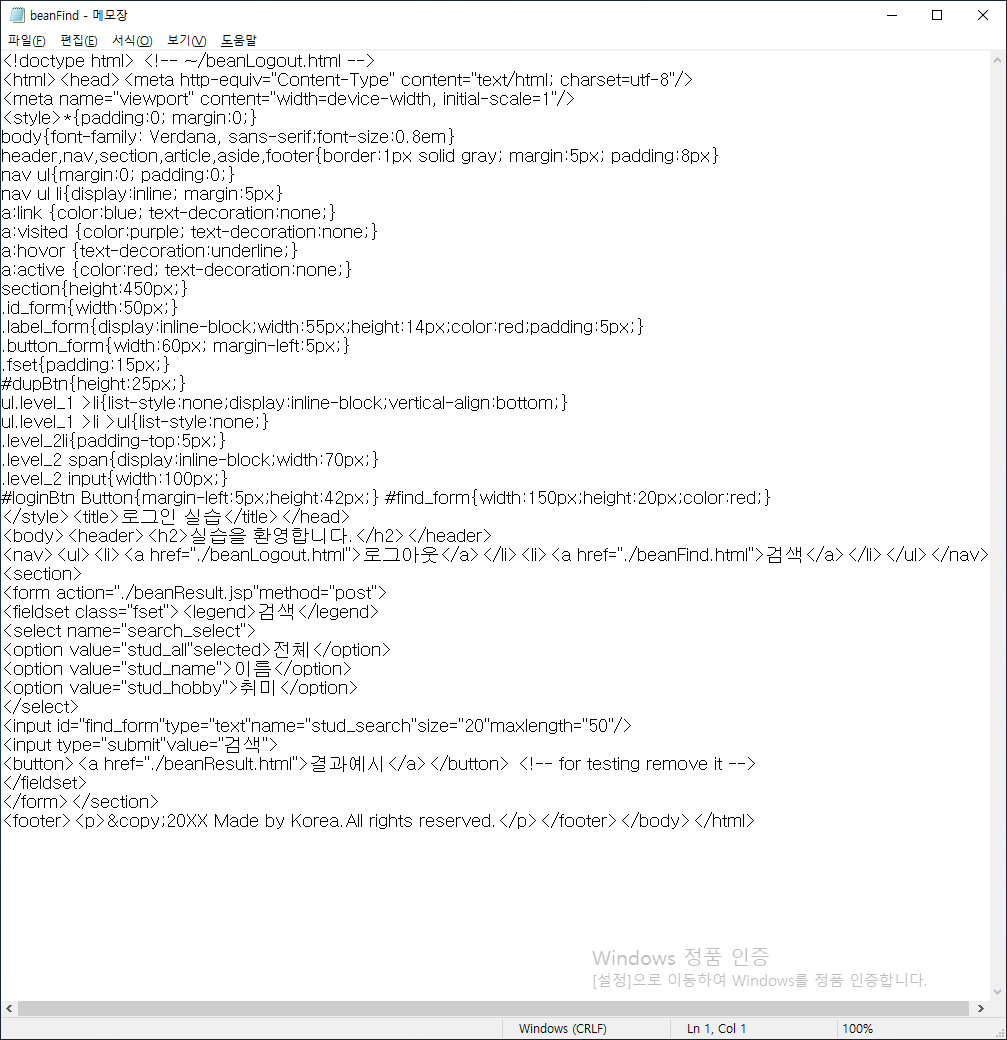 beanFind - 메모장
파일(F) 편집(E) 서식(O) 보기(V) 도움말
<!doctype html> <!-- ~/beanLogout.html -->
<html><head><meta http-equiv="Content-Type" content="text/html; charset=utf-8"/>
<meta name="viewport" content="width=device-width, initial-scale=1"/>
<style>*{padding:0; margin:0;}
body{font-family: Verdana, sans-serif;font-size:0.8em}
header,nav,section,article,aside,footer{border:1px solid gray; margin:5px; padding:8px}
nav ul{margin:0; padding:0;}
nav ul li{display:inline; margin:5px}
a:link {color:blue; text-decoration:none;}
a:visited {color:purple; text-decoration:none;}
a:hovor {text-decoration:underline;}
a:active {color:red; text-decoration:none;}
section{height:450px;}
.id_form{width:50px;}
.label_form{display:inline-block;width:55px;height:14px;color:red;padding:5px;}
.button_form{width:60px; margin-left:5px;}
.fset{padding:15px;}
#dupBtn{height:25px;}
ul.level_1 >li{list-style:none;display:inline-block;vertical-align:bottom;}
ul.level_1 >li >ul{list-style:none;}
.level_2li{padding-top:5px;}
.level_2 span{display:inline-block;width:70px;}
.level_2 input{width:100px;}
#loginBtn Button{margin-left:5px;height:42px;} #find_form{width:150px;height:20px;color:red;}
</style><title>로그인 실습</title></head>
<body><header><h2>실습을 환영합니다.</h2></header>
<nav><ul><li><a href="./beanLogout.html">로그아웃</a></li><li><a href="./beanFind.html">검색</a></li></ul></nav>
<section>
<form action="./beanResult.jsp"method="post">
<fieldset class="fset"><legend>검색</legend>
<select name="search_select">
<option value="stud_all"selected>전체</option>
<option value="stud_name">이름</option>
<option value="stud_hobby">취미</option>
</select>
<input id="find_form"type="text"name="stud_search"size="20"maxlength="50"/>
<input type="submit"value="검색">
<button><a href="./beanResult.html">결과예시</a></button> <!-- for testing remove it -->
</fieldset>
</form></section>
<footer><p>&copy;20XX Made by Korea.All rights reserved.</p></footer></body></html>
Windows 정품 인증
[설정]으로 이동하여 Windows를 정품 인증합니다.
Windows (CRLF) Ln 1, Col 1 100%